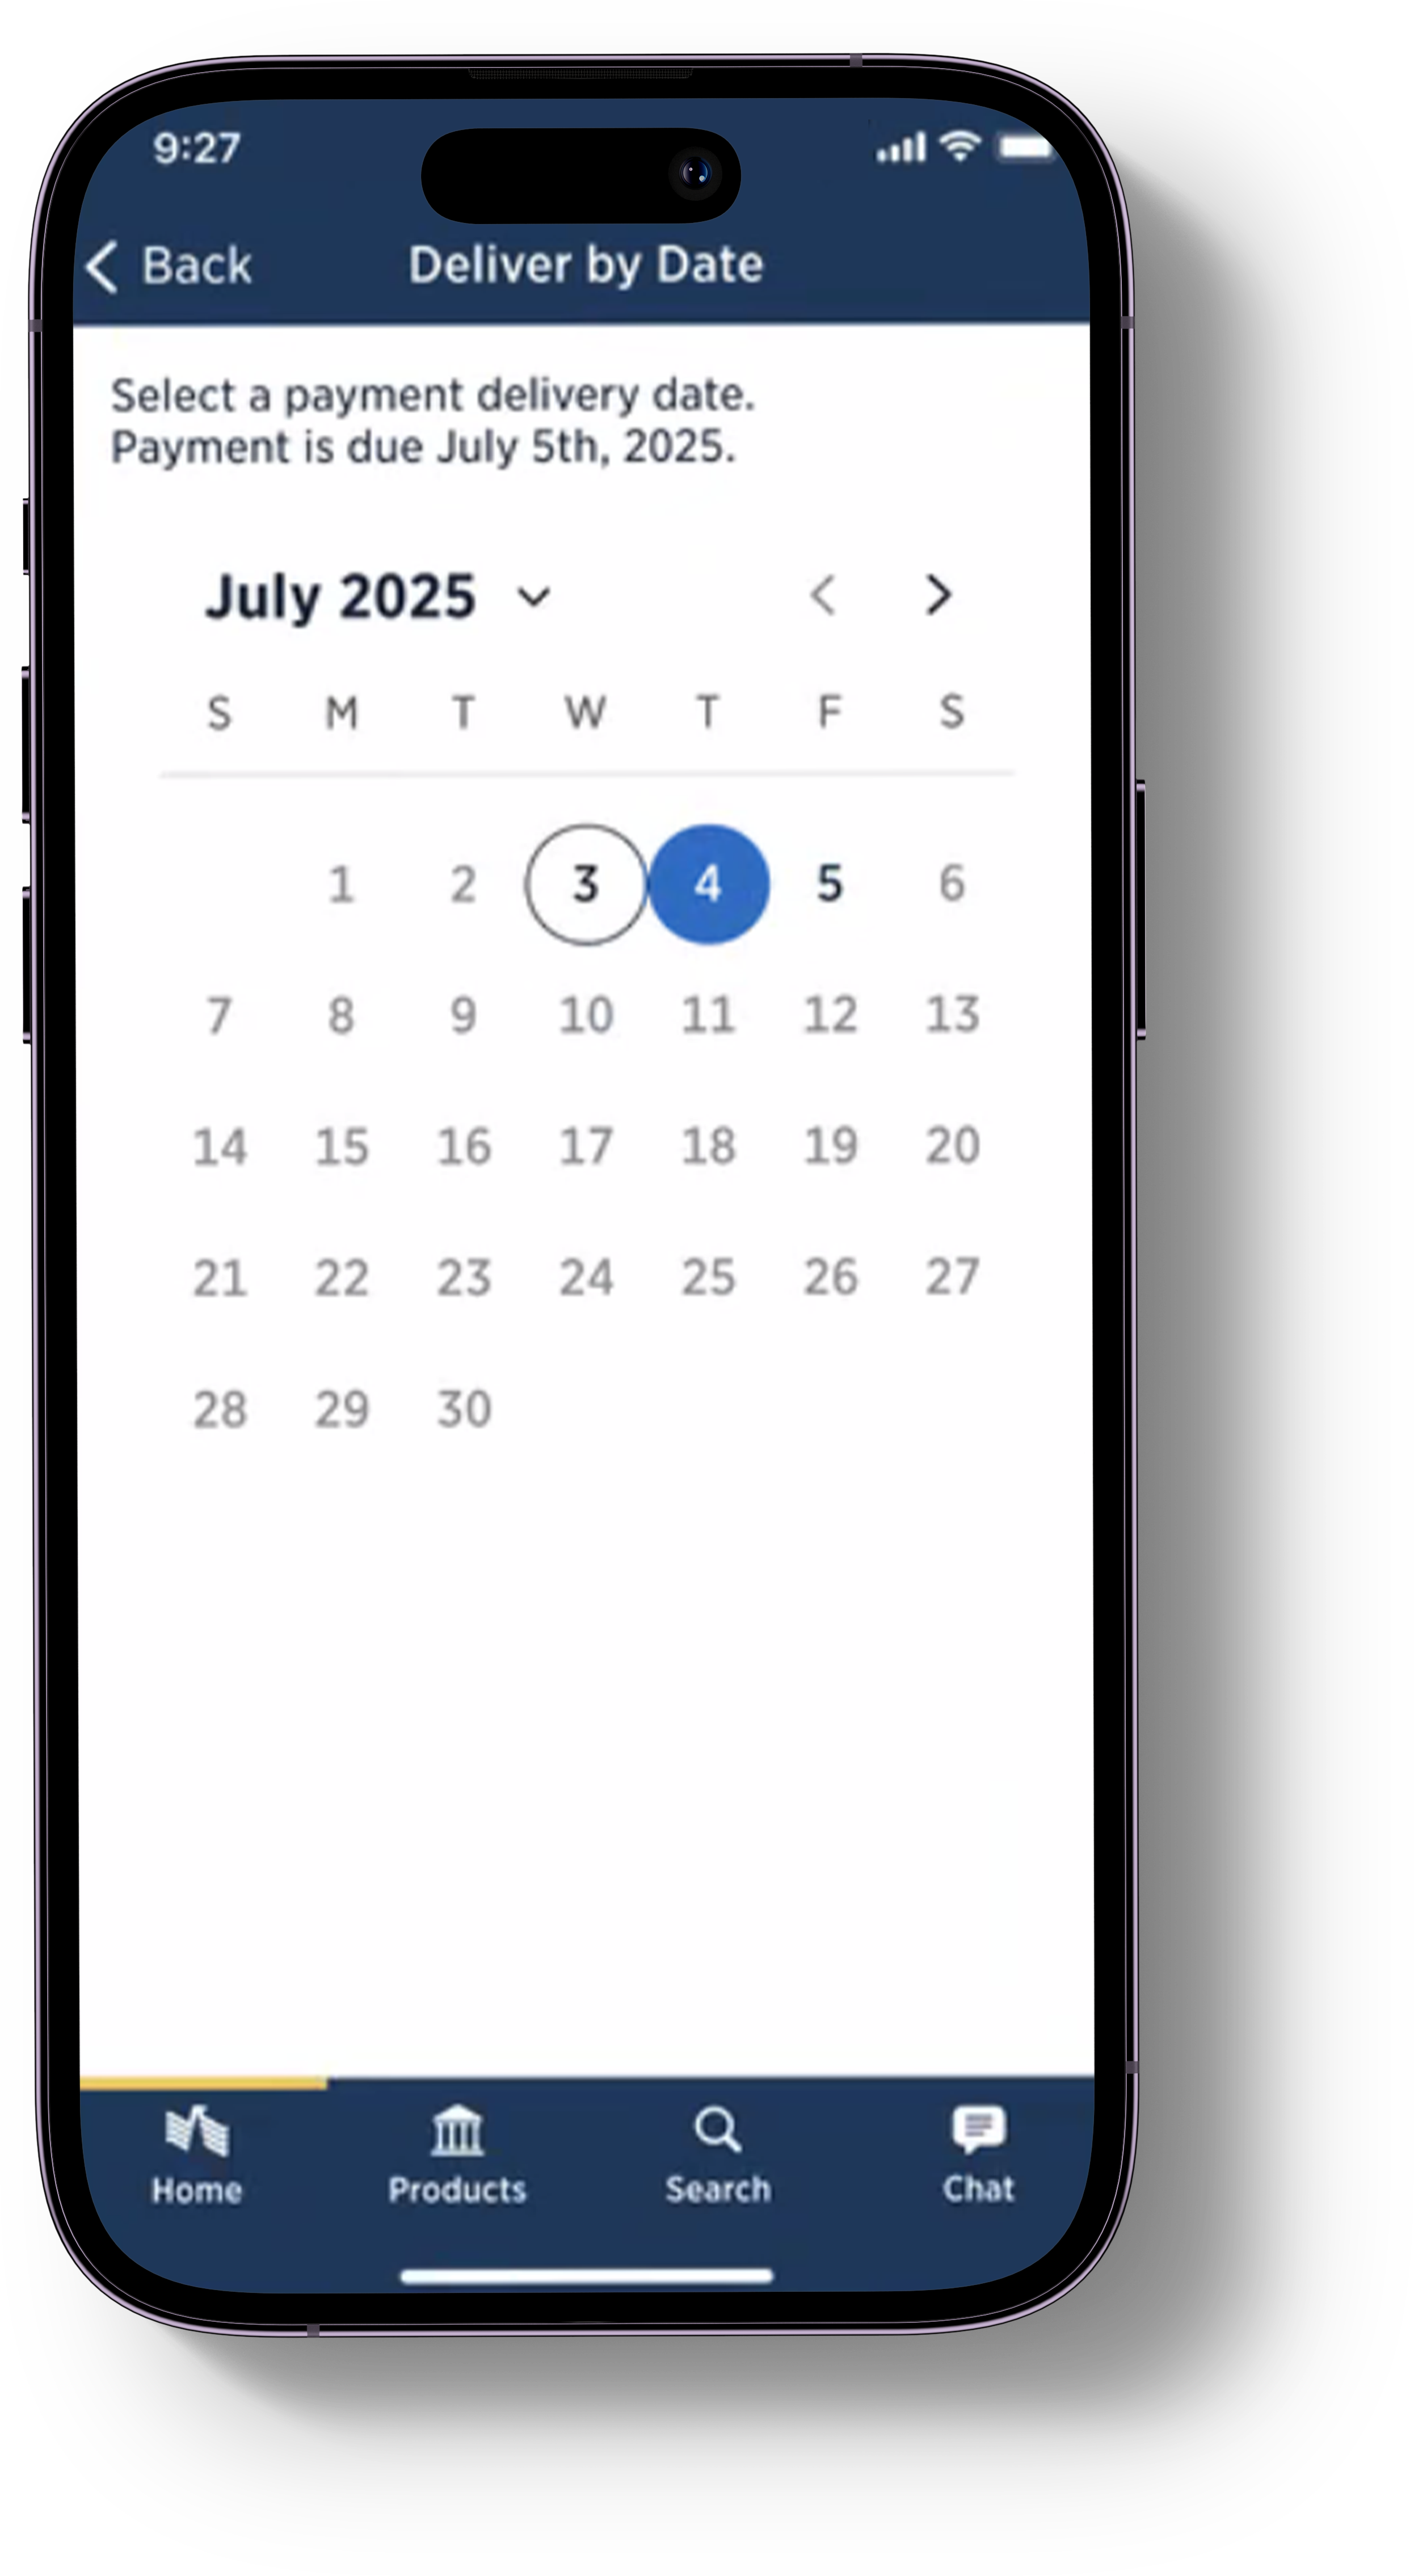 9:27
Back
Deliver by Date
Select a payment delivery date.
Payment is due July 5th, 2025.
July 2025
S M T W T F S
1 2 3 4 5 6
7 8 9 10 11 12 13
14 15 16 17 18 19 20
21 22 23 24 25 26 27
28 29 30
Home Products Search Chat